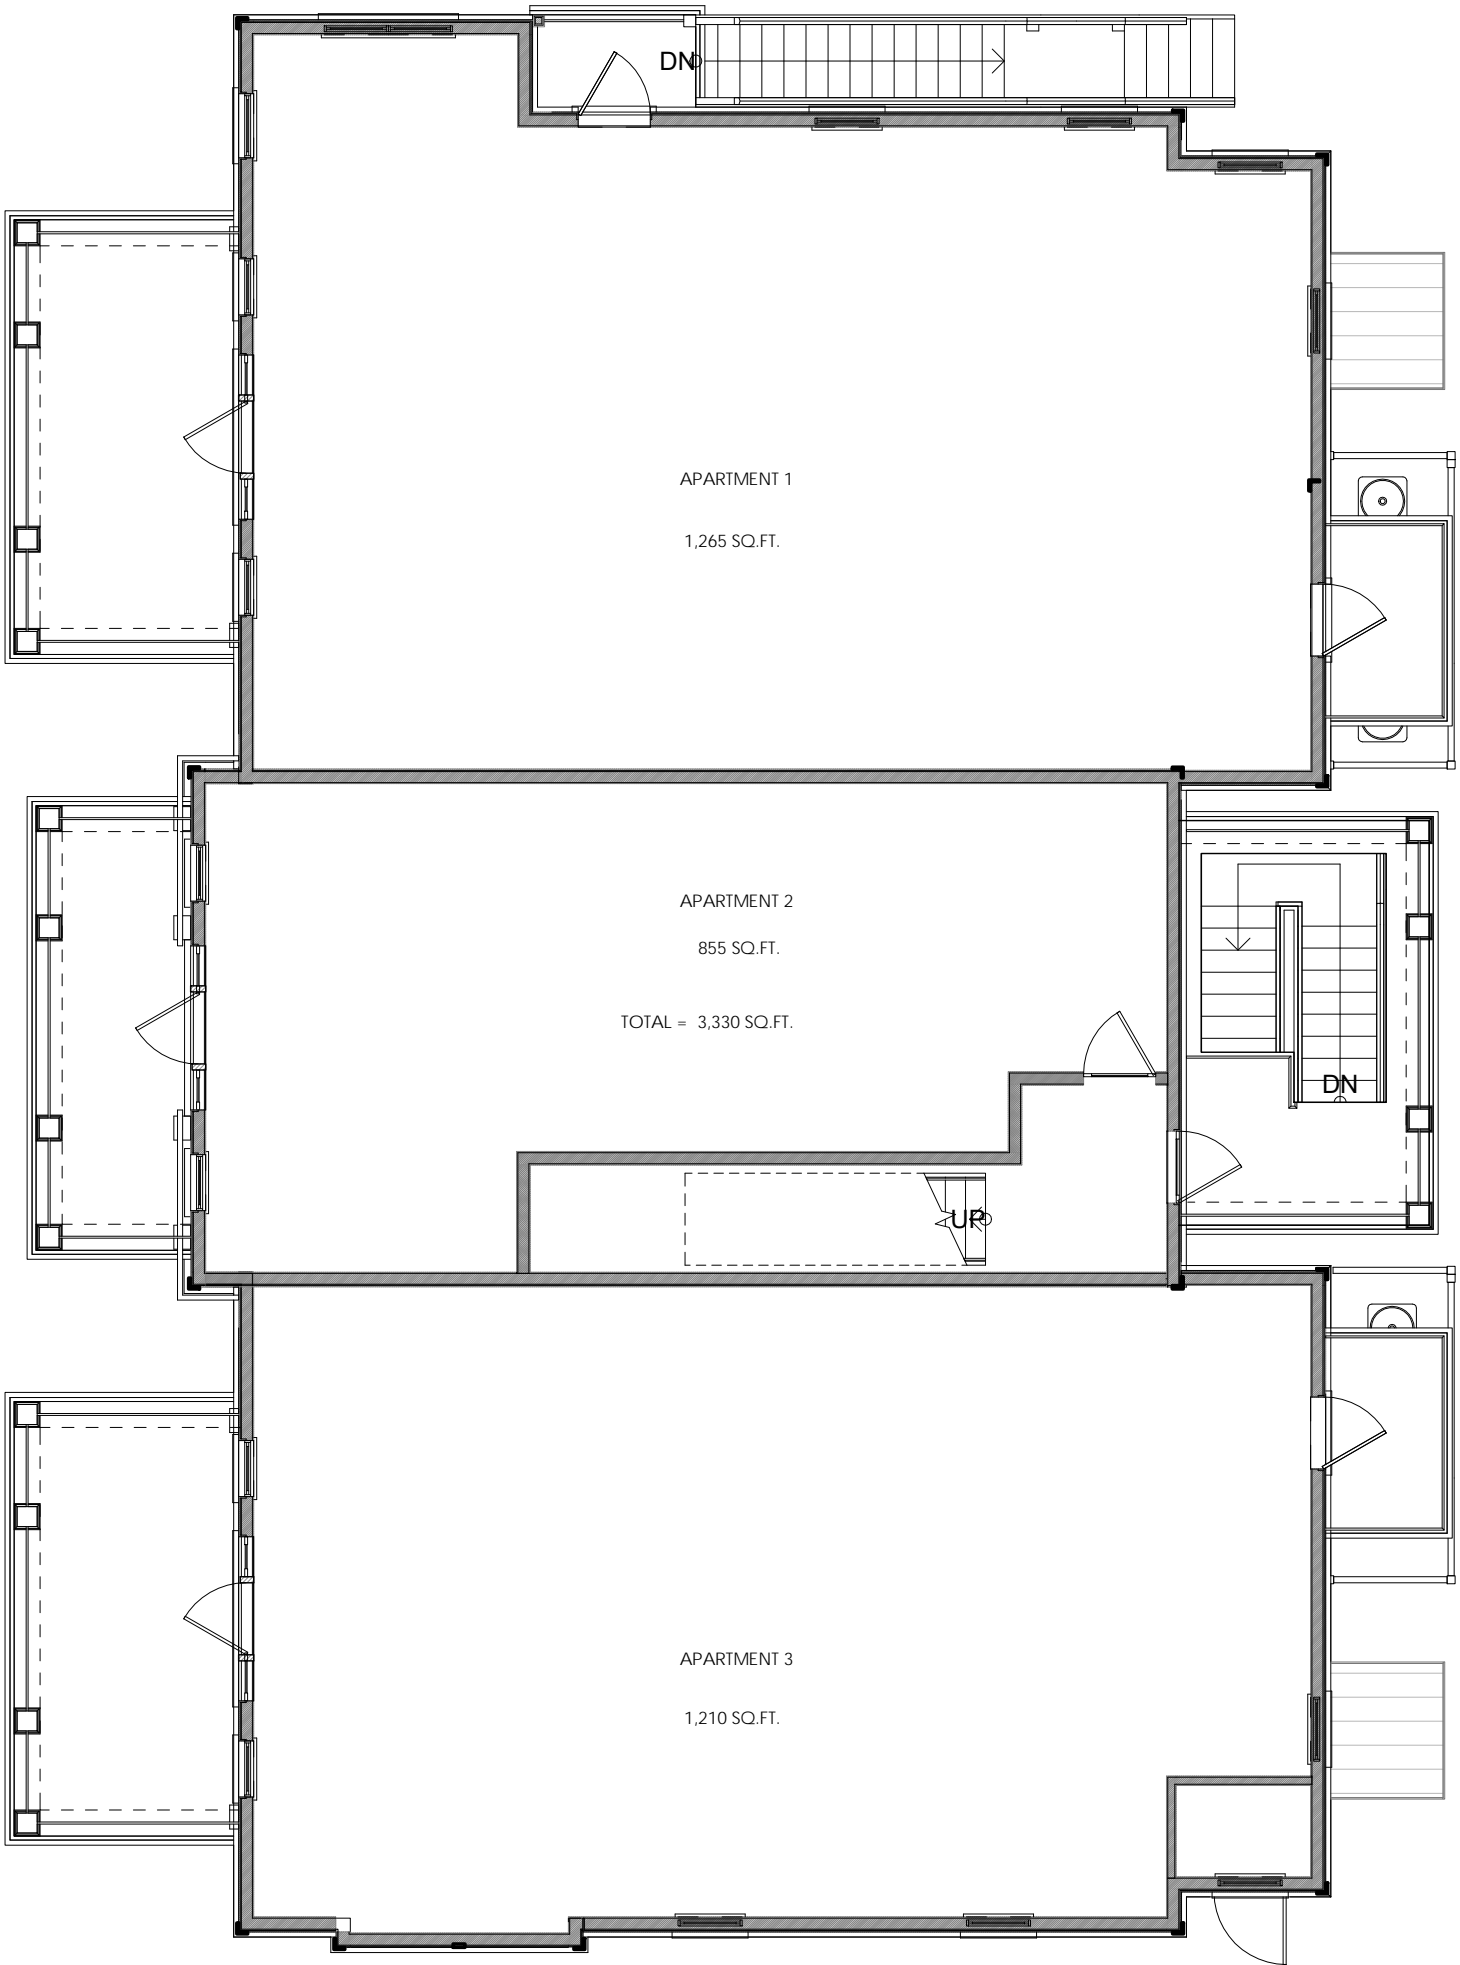 DN
APARTMENT 1
1,265 SQ.FT.
APARTMENT 2
855 SQ.FT.
TOTAL = 3,330 SQ.FT.
DN
UP
APARTMENT 3
1,210 SQ.FT.